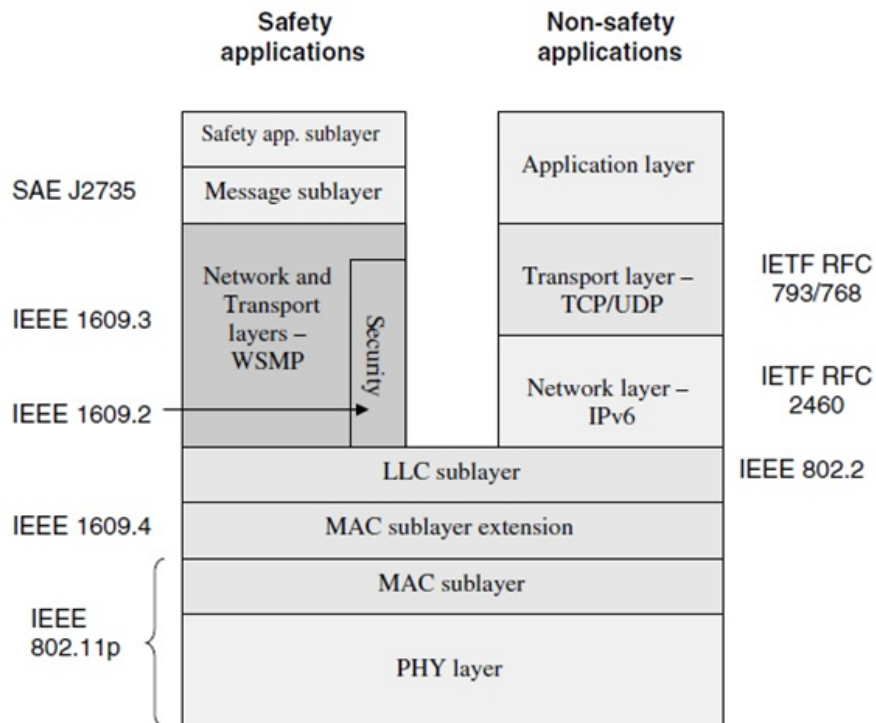 Safety
applications
Non-safety
applications
Safety app. sublayer
SAE J2735
Message sublayer
Application layer
Network and
Transport
layers –
WSMP
Security
IEEE 1609.3
IEEE 1609.2
Transport layer –
TCP/UDP
IETF RFC
793/768
Network layer –
IPv6
IETF RFC
2460
LLC sublayer
IEEE 802.2
IEEE 1609.4
MAC sublayer extension
MAC sublayer
IEEE
802.11p
PHY layer